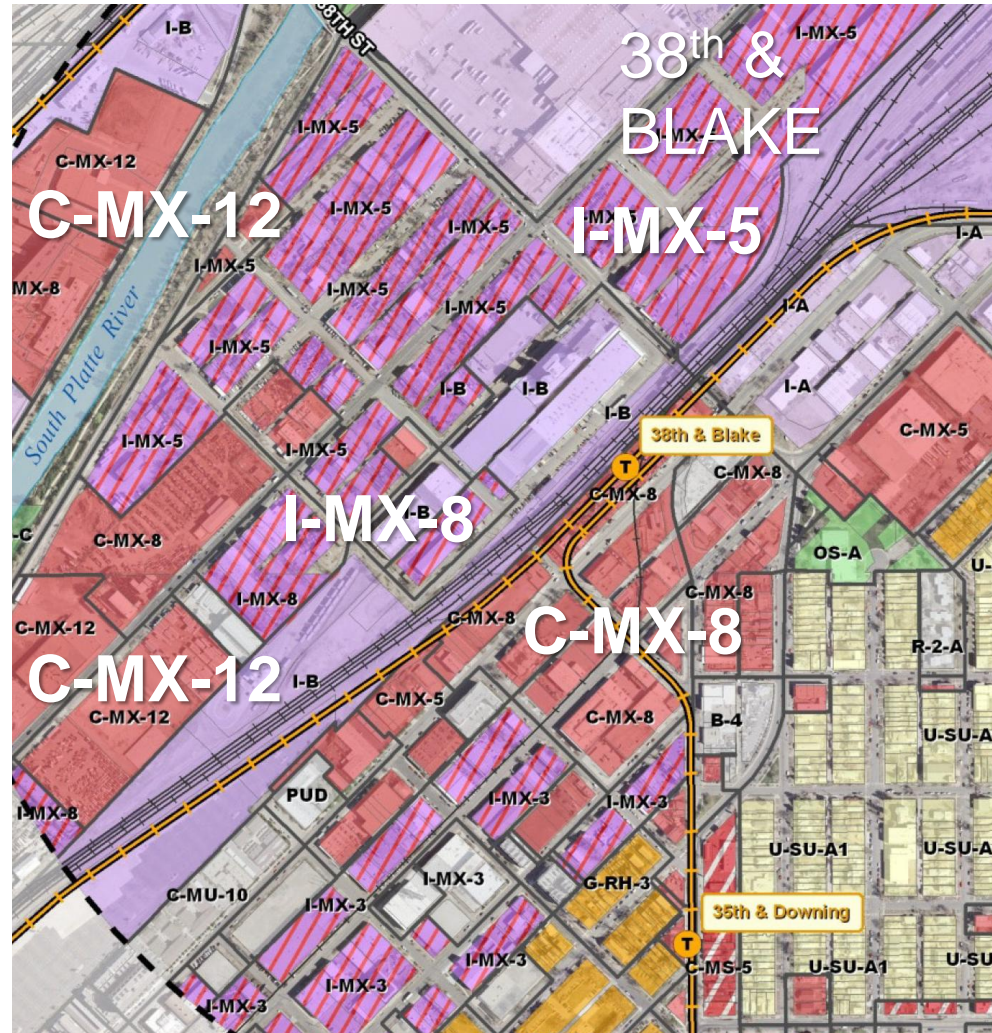 I-B
38TH ST
I-MX-5
38th &
BLAKE
I-MX-5
C-MX-12
I-MX-5
C-MX-12
I-MX-5
I-MX-5
I-MX-5
I-A
MX-8
I-MX-5
I-MX-5
I-MX-5
I-A
South Platte River
I-MX-5
I-B
I-B
I-A
I-B
38th & Blake
C-MX-5
I-MX-5
I-MX-5
T
C-MX-8
C-MX-8
I-MX-8
I-B
-C
C-MX-8
OS-A
U-
I-MX-8
C-MX-8
C-MX-8
C-MX-12
C-MX-8
R-2-A
C-MX-12
I-B
C-MX-5
C-MX-12
C-MX-8
B-4
U-SU-A
PUD
I-MX-3
I-MX-3
I-MX-8
U-SU-A1
U-SU-A
I-MX-3
G-RH-3
C-MU-10
I-MX-3
35th & Downing
T
I-MX-3
C-MS-5
U-SU-A1
U-SU
I-MX-3
I-MX-3